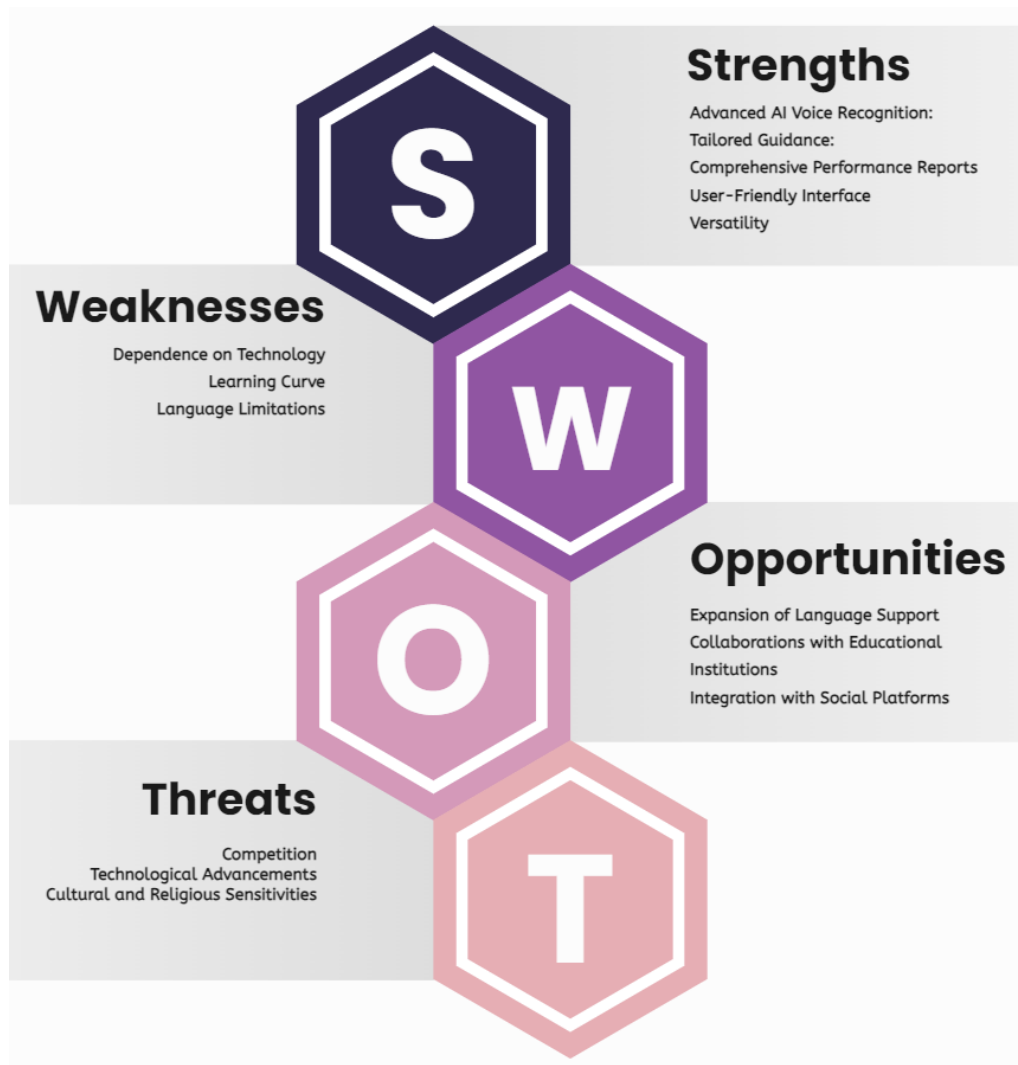 S
Strengths
Advanced AI Voice Recognition:
Tailored Guidance:
Comprehensive Performance Reports
User-Friendly Interface
Versatility
Weaknesses
Dependence on Technology
Learning Curve
Language Limitations
W
O
Opportunities
Expansion of Language Support
Collaborations with Educational
Institutions
Integration with Social Platforms
Threats
Competition
Technological Advancements
Cultural and Religious Sensitivities
T